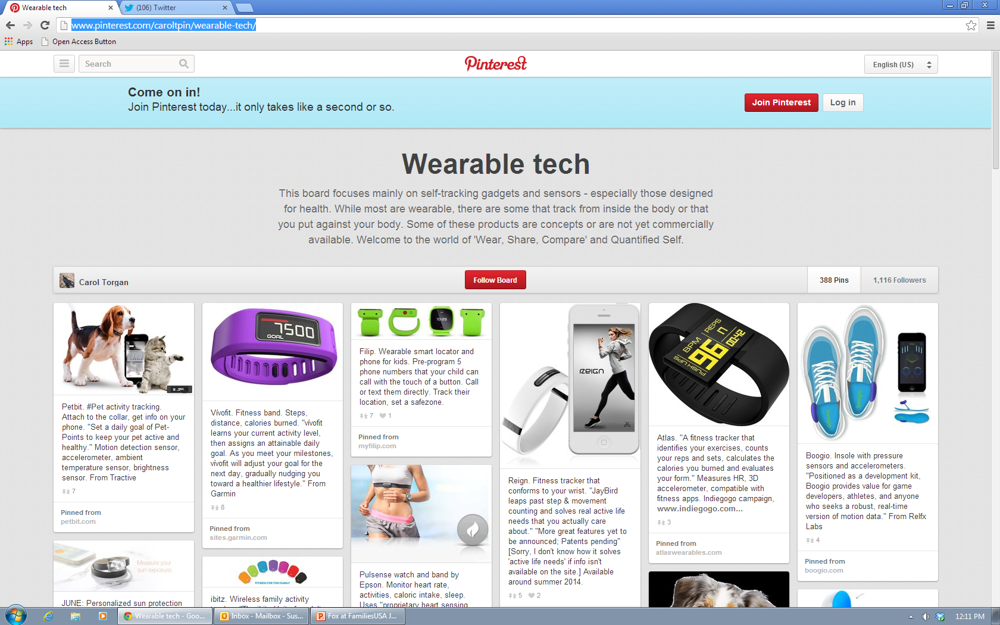 Wearable tech
(106) Twitter
www.pinterest.com/caroltpin/wearable-tech/
Apps
Open Access Button
Search
Pinterest
English (US)
Come on in!
Join Pinterest today...it only takes like a second or so.
Join Pinterest
Log in
Wearable tech
This board focuses mainly on self-tracking gadgets and sensors - especially those designed
for health. While most are wearable, there are some that track from inside the body or that
you put against your body. Some of these products are concepts or are not yet commercially
available. Welcome to the world of 'Wear, Share, Compare' and Quantified Self.
Carol Torgan
Follow Board
388 Pins
1,116 Followers
Petbit. #Pet activity tracking.
Attach to the collar, get info on your
phone. "Set a daily goal of Pet-
Points to keep your pet active and
healthy." Motion detection sensor,
accelerometer, ambient
temperature sensor, brightness
sensor. From Tractive
7
Pinned from
petbit.com
Measure your
sun exposure
JUNE: Personalized sun protection
7500
GOAL
Vívofit. Fitness band. Steps,
distance, calories burned. "vívofit
learns your current activity level,
then assigns an attainable daily
goal. As you meet your milestones,
vívofit will adjust your goal for the
next day, gradually nudging you
toward a healthier lifestyle." From
Garmin
8
Pinned from
sites.garmin.com
FITNESS FOR THE FAMILY
ibitz. Wireless family activity
10:29
Filip. Wearable smart locator and
phone for kids. Pre-program 5
phone numbers that your child can
call with the touch of a button. Call
or text them directly. Track their
location, set a safezone.
7
1
Pinned from
myfilip.com
Pulsense watch and band by
Epson. Monitor heart rate,
activities, caloric intake, sleep.
Uses "proprietary heart sensing
REIGN
Reign. Fitness tracker that
conforms to your wrist. "JayBird
leaps past step & movement
counting and solves real active life
needs that you actually care
about." "More great features yet to
be announced; Patents pending"
[Sorry, I don't know how it solves
'active life needs' if info isn't
available on the site.] Available
around summer 2014.
5
2
REPS
BPM
96
00:42
PUSH UPS
Atlas. "A fitness tracker that
identifies your exercises, counts
your reps and sets, calculates the
calories you burned and evaluates
your form." Measures HR, 3D
accelerometer, compatible with
fitness apps. Indiegogo campaign,
www.indiegogo.com...
3
Pinned from
atlaswearables.com
boogio
Boogio. Insole with pressure
sensors and accelerometers.
"Positioned as a development kit,
Boogio provides value for game
developers, athletes, and anyone
who seeks a robust, real-time
version of motion data." From Relfx
Labs
4
Pinned from
boogio.com
Wearable tech - Goo...
Inbox - Mailbox - Sus...
Fox at FamiliesUSA J...
12:11 PM